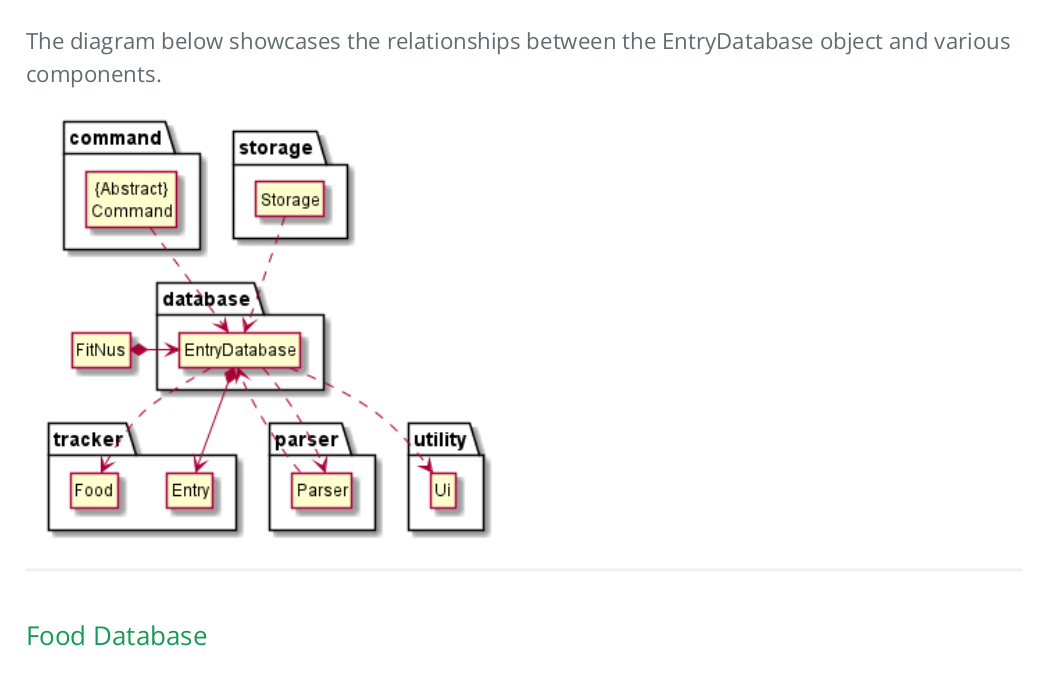 The diagram below showcases the relationships between the EntryDatabase object and various
components.
command
storage
{Abstract}
Command
Storage
database
FitNus
EntryDatabase
tracker
parser
utility
Food
Entry
Parser
Ui
Food Database